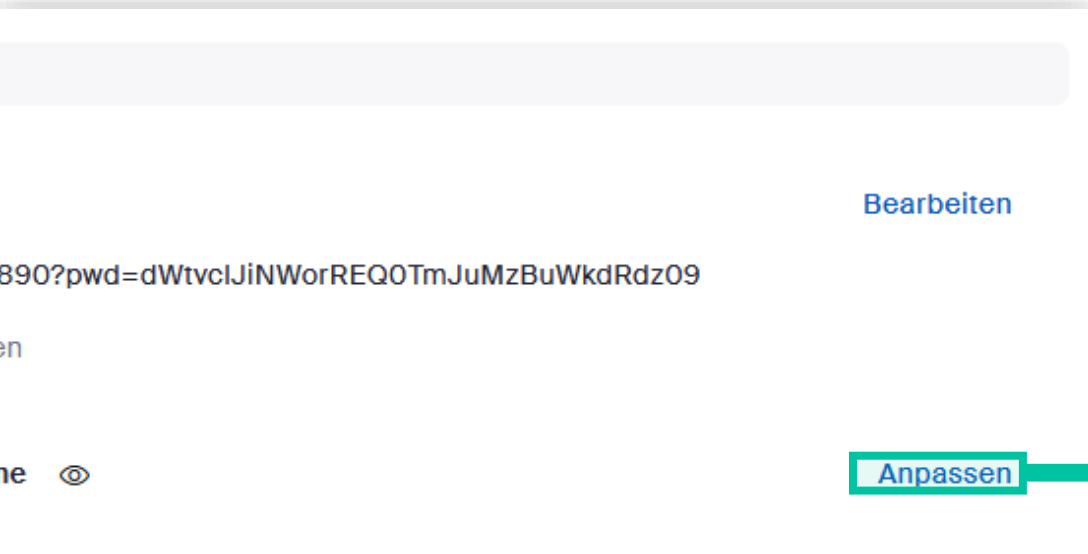 Bearbeiten
890?pwd=dWtvclJiNWorREQ0TmJuMzBuWkdRdz09
en
ne
Anpassen